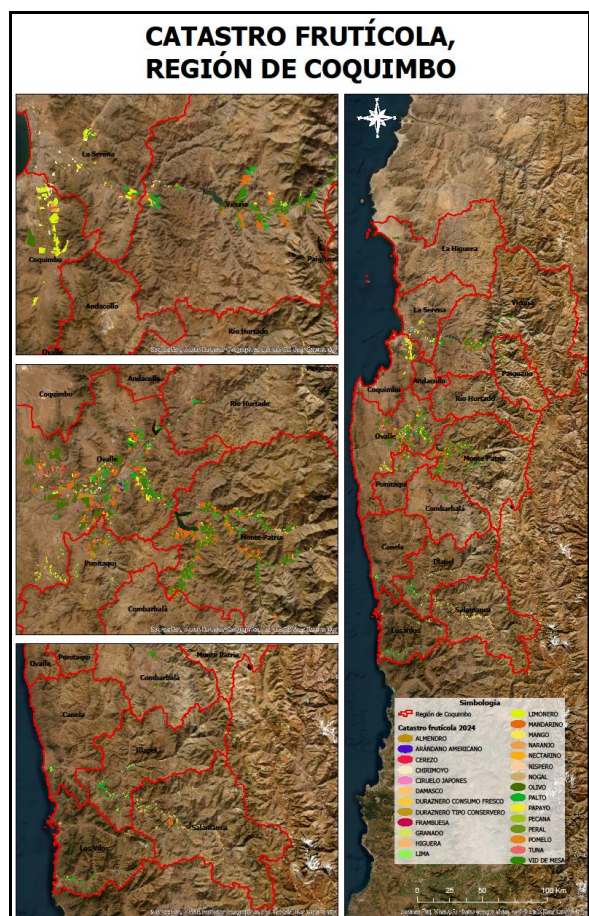 CATASTRO FRUTÍCOLA,
REGIÓN DE COQUIMBO
La Serena
Vicuña
Coquimbo
Paiguano
Andacollo
Río Hurtado
Ovalle
Paiguano
Andacollo
Coquimbo
Río Hurtado
Ovalle
Monte Patria
Punitaqui
Combarbalá
Ovalle
Punitaqui
Monte Patria
Combarbalá
Canela
Illapel
Salamanca
Los Vilos
La Higuera
Vicuña
La Serena
Paiguano
Coquimbo
Andacollo
Río Hurtado
Ovalle
Monte Patria
Punitaqui
Combarbalá
Canela
Illapel
Salamanca
Los Vilos
Simbología
Región de Coquimbo
Catastro frutícola 2024
ALMENDRO
ARÁNDANO AMERICANO
CEREZO
CHIRIMOYO
CIRUELO JAPONES
DAMASCO
DURAZNERO CONSUMO FRESCO
DURAZNERO TIPO CONSERVERO
FRAMBUESA
GRANADO
HIGUERA
LIMA
LIMONERO
MANDARINO
MANGO
NARANJO
NECTARINO
NISPERO
NOGAL
OLIVO
PALTO
PAPAYO
PECANA
PERAL
POMELO
TUNA
VID DE MESA
0 25 50 100 Km